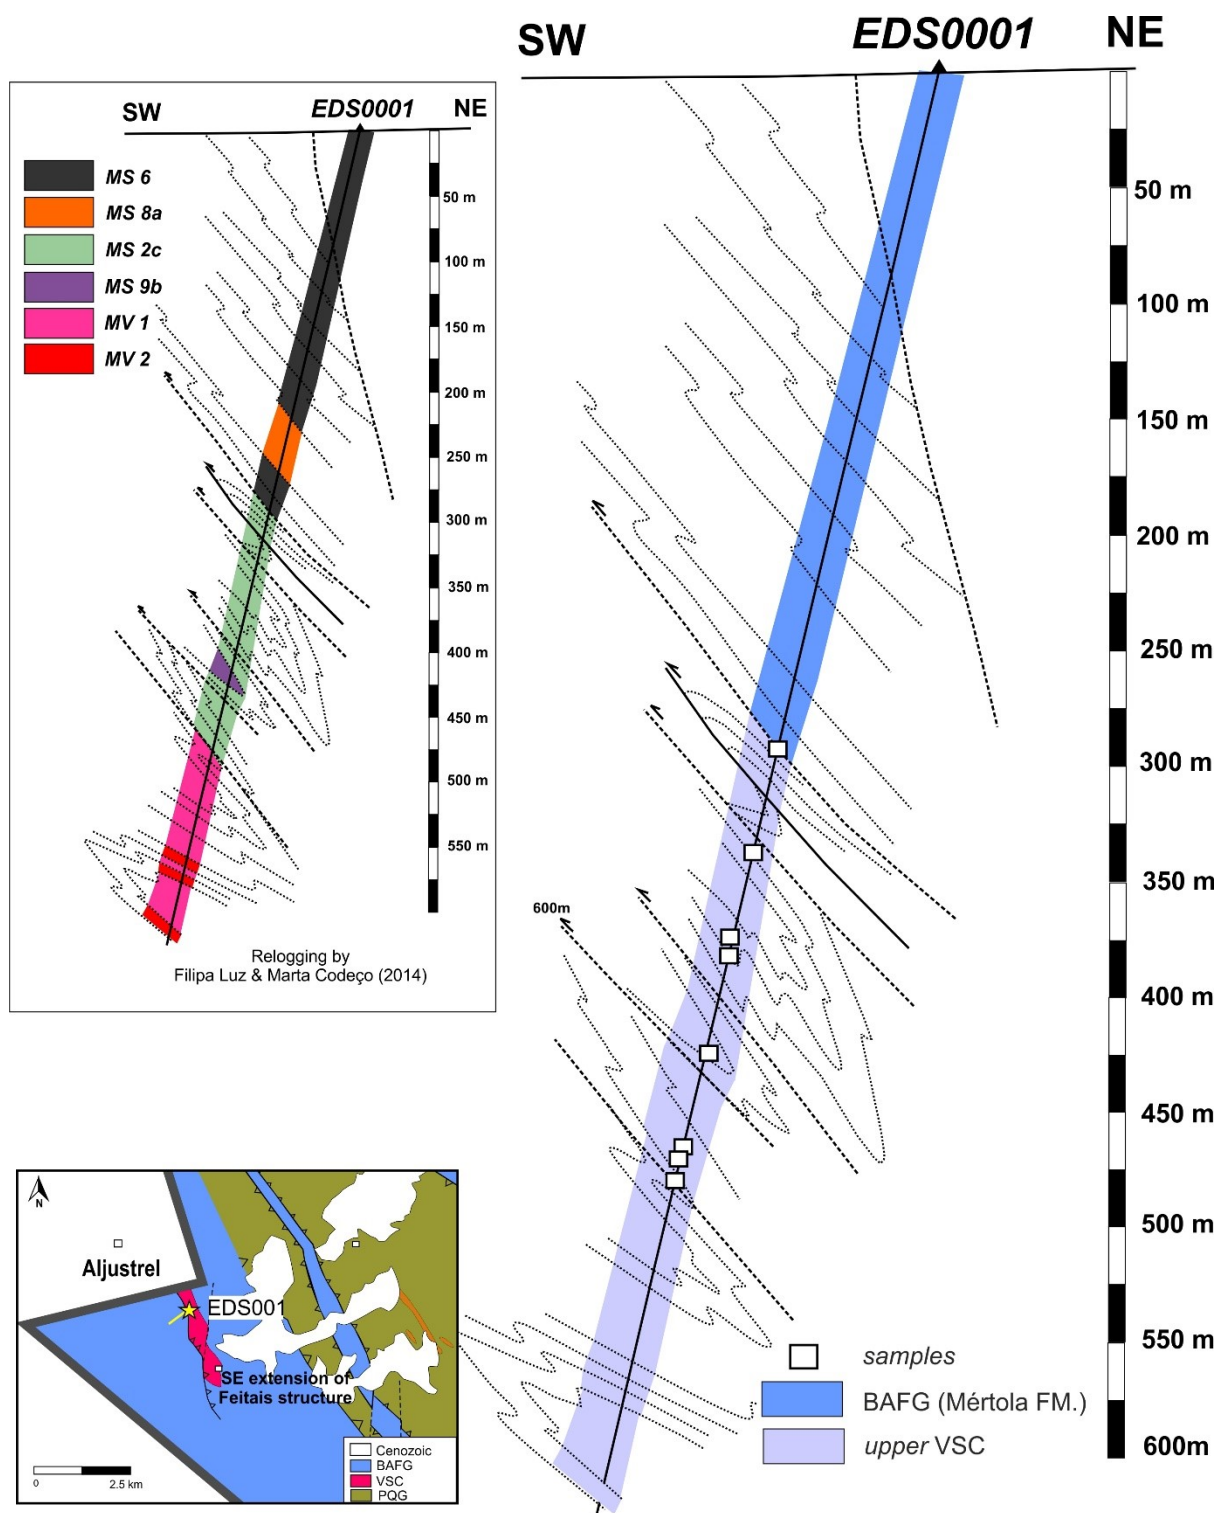 SW
EDS0001
NE
50 m
100 m
150 m
200 m
250 m
300 m
350 m
400 m
450 m
500 m
550 m
600m
600m
samples
BAFG (Mértola FM.)
upper VSC
SW
EDS0001
NE
MS 6
MS 8a
MS 2c
MS 9b
MV 1
MV 2
50 m
100 m
150 m
200 m
250 m
300 m
350 m
400 m
450 m
500 m
550 m
Relogging by
Filipa Luz & Marta Codeço (2014)
N
Aljustrel
EDS001
SE extension of
Feitais structure
Cenozoic
BAFG
VSC
PQG
0
2.5 km